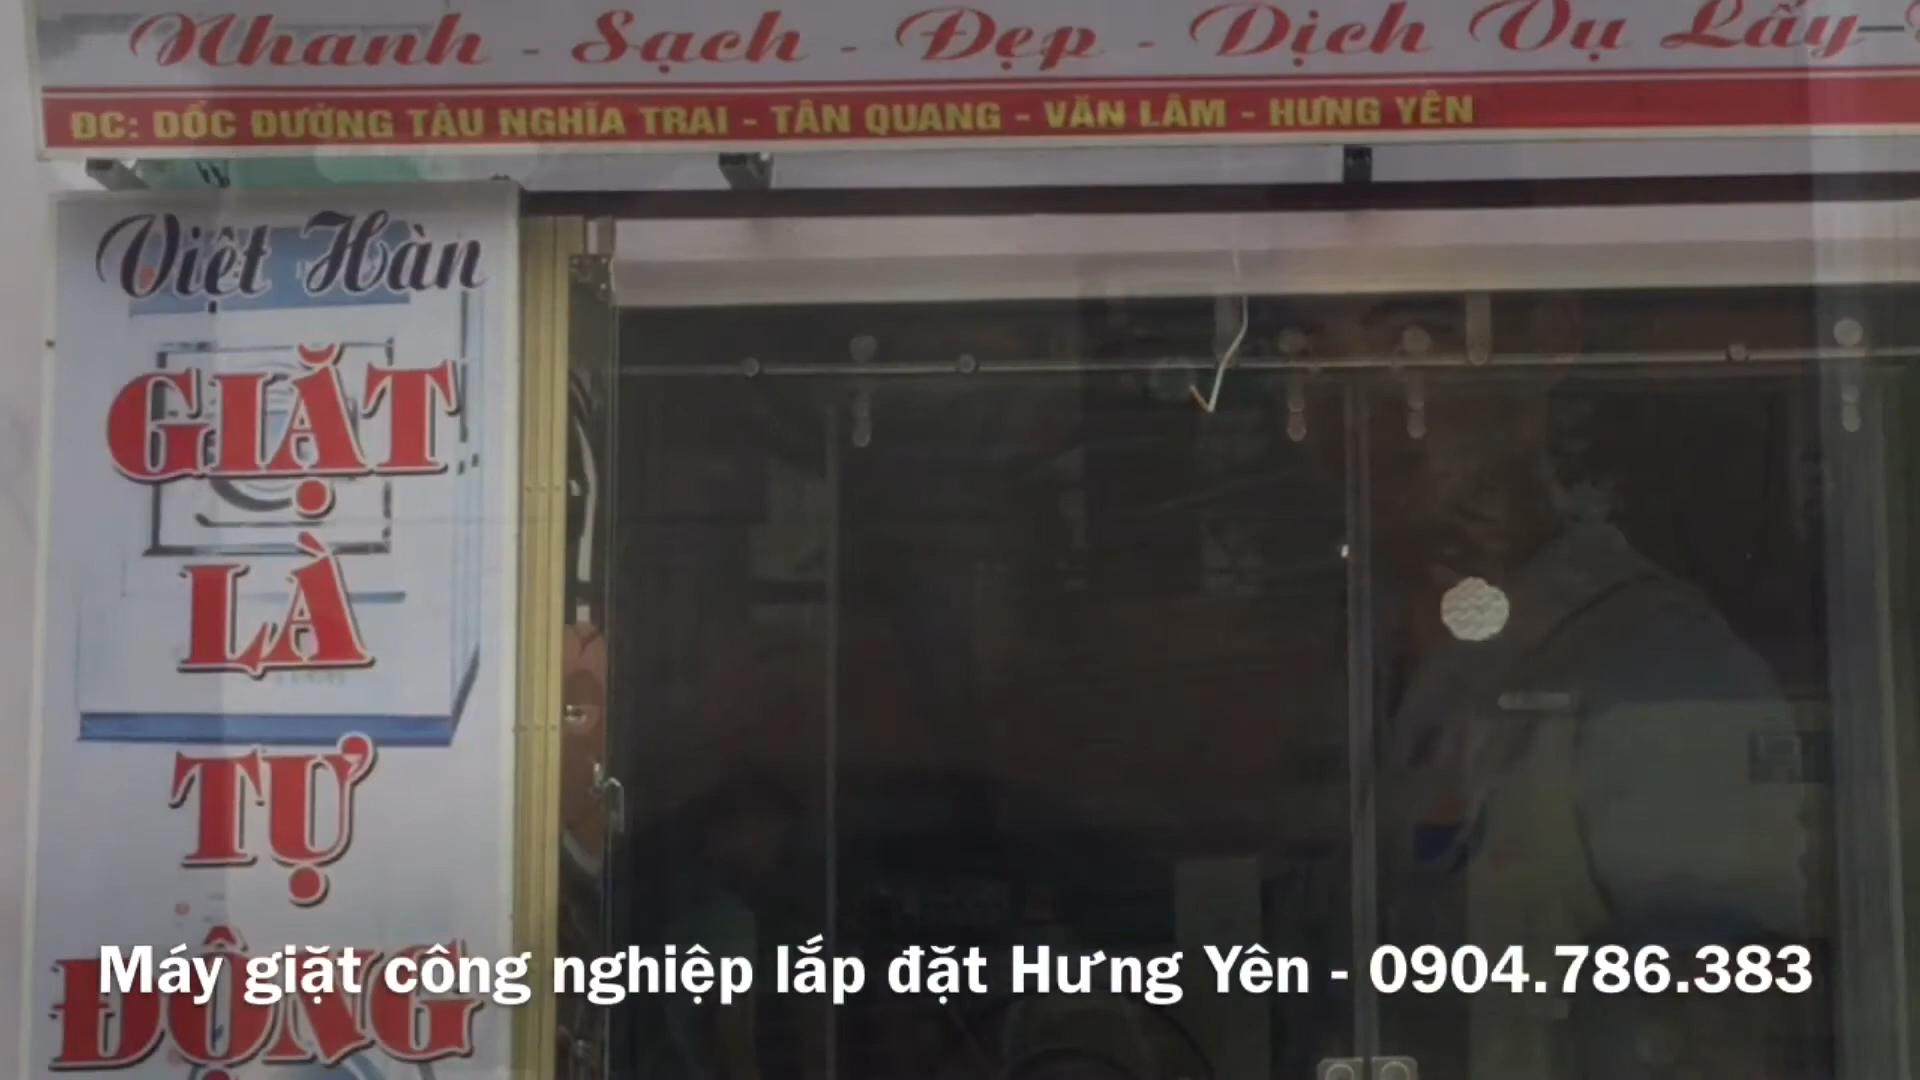 Nhanh - Sạch - Đẹp - Dịch Vụ Lấy
ĐC: DỐC ĐƯỜNG TÀU NGHĨA TRAI - TÂN QUANG - VĂN LÂM - HƯNG YÊN
Việt Hàn
GIẶT
LÀ
TỰ
ĐỘNG
Máy giặt công nghiệp lắp đặt Hưng Yên - 0904.786.383